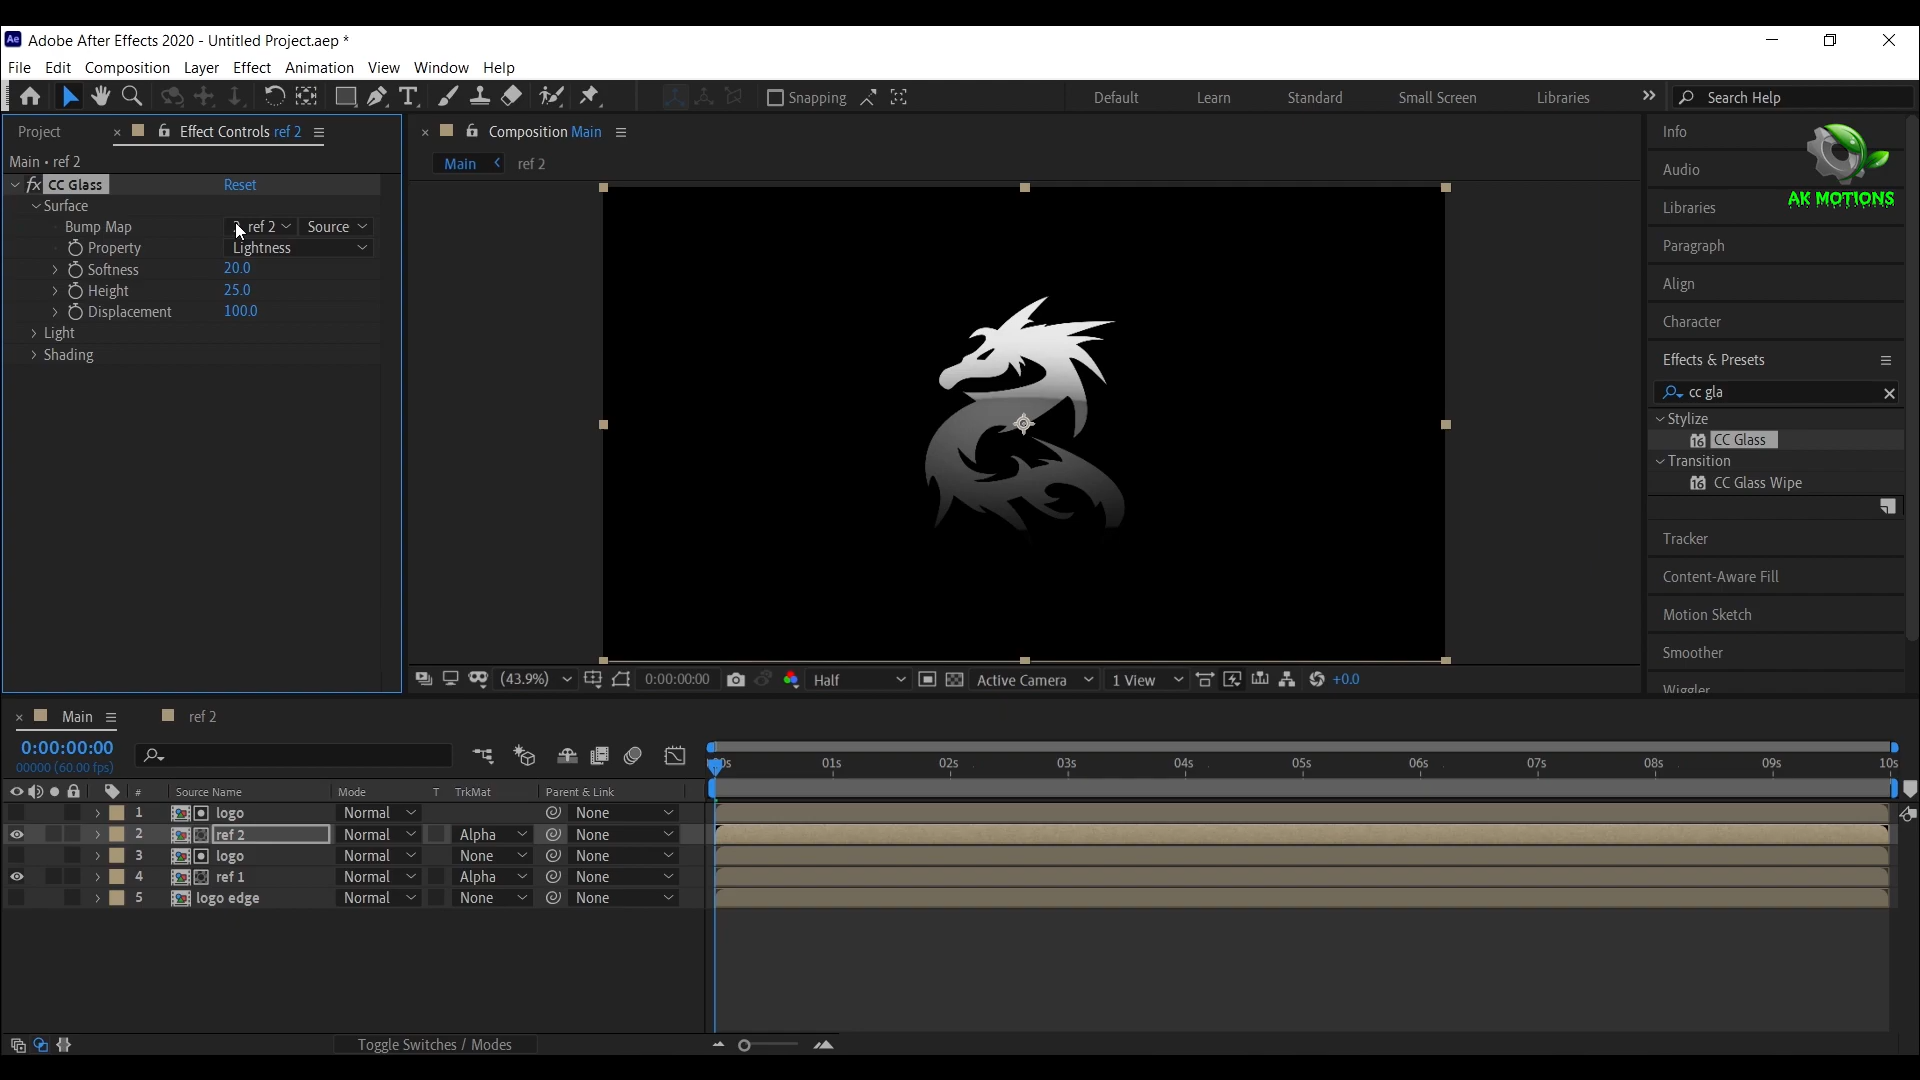 Adobe After Effects 2020 - Untitled Project.aep *
File Edit Composition Layer Effect Animation View Window Help
Snapping Default Learn Standard Small Screen Libraries Search Help
Project Effect Controls ref 2 Composition Main Info
Main • ref 2 Main ref 2 Audio
fx CC Glass Reset
AK MOTIONS
Surface Libraries
Bump Map ref 2 Source
Property Lightness Paragraph
Softness 20.0
Height 25.0 Align
Displacement 100.0 Character
Light
Shading Effects & Presets
cc gla
Stylize
CC Glass
Transition
CC Glass Wipe
Tracker
Content-Aware Fill
Motion Sketch
Smoother
Wiggler
(43.9%) 0:00:00:00 Half Active Camera 1 View +0.0
Main ref 2
0:00:00:00
00000 (60.00 fps)
01s 02s 03s 04s 05s 06s 07s 08s 09s 10s
# Source Name Mode T TrkMat Parent & Link
1 logo Normal None
2 ref 2 Normal Alpha None
3 logo Normal None None
4 ref 1 Normal Alpha None
5 logo edge Normal None None
Toggle Switches / Modes